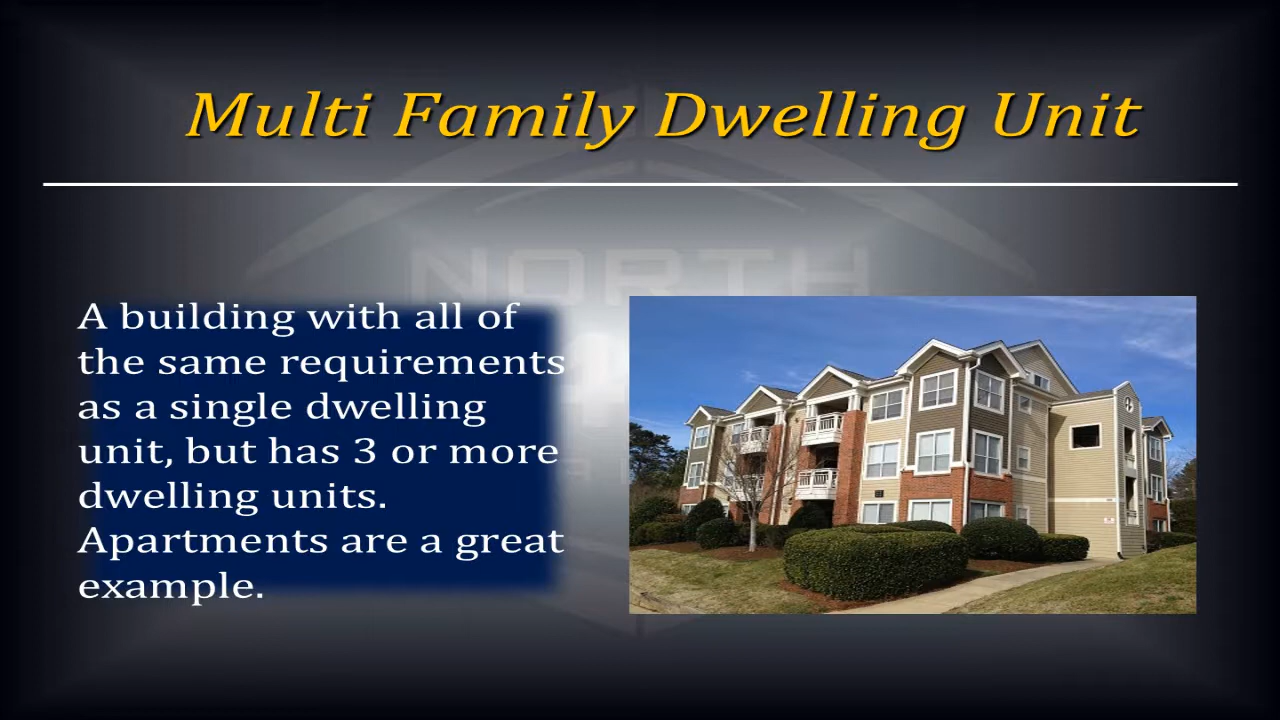 Multi Family Dwelling Unit
NORTH
A building with all of
the same requirements
as a single dwelling
unit, but has 3 or more
dwelling units.
Apartments are a great
example.